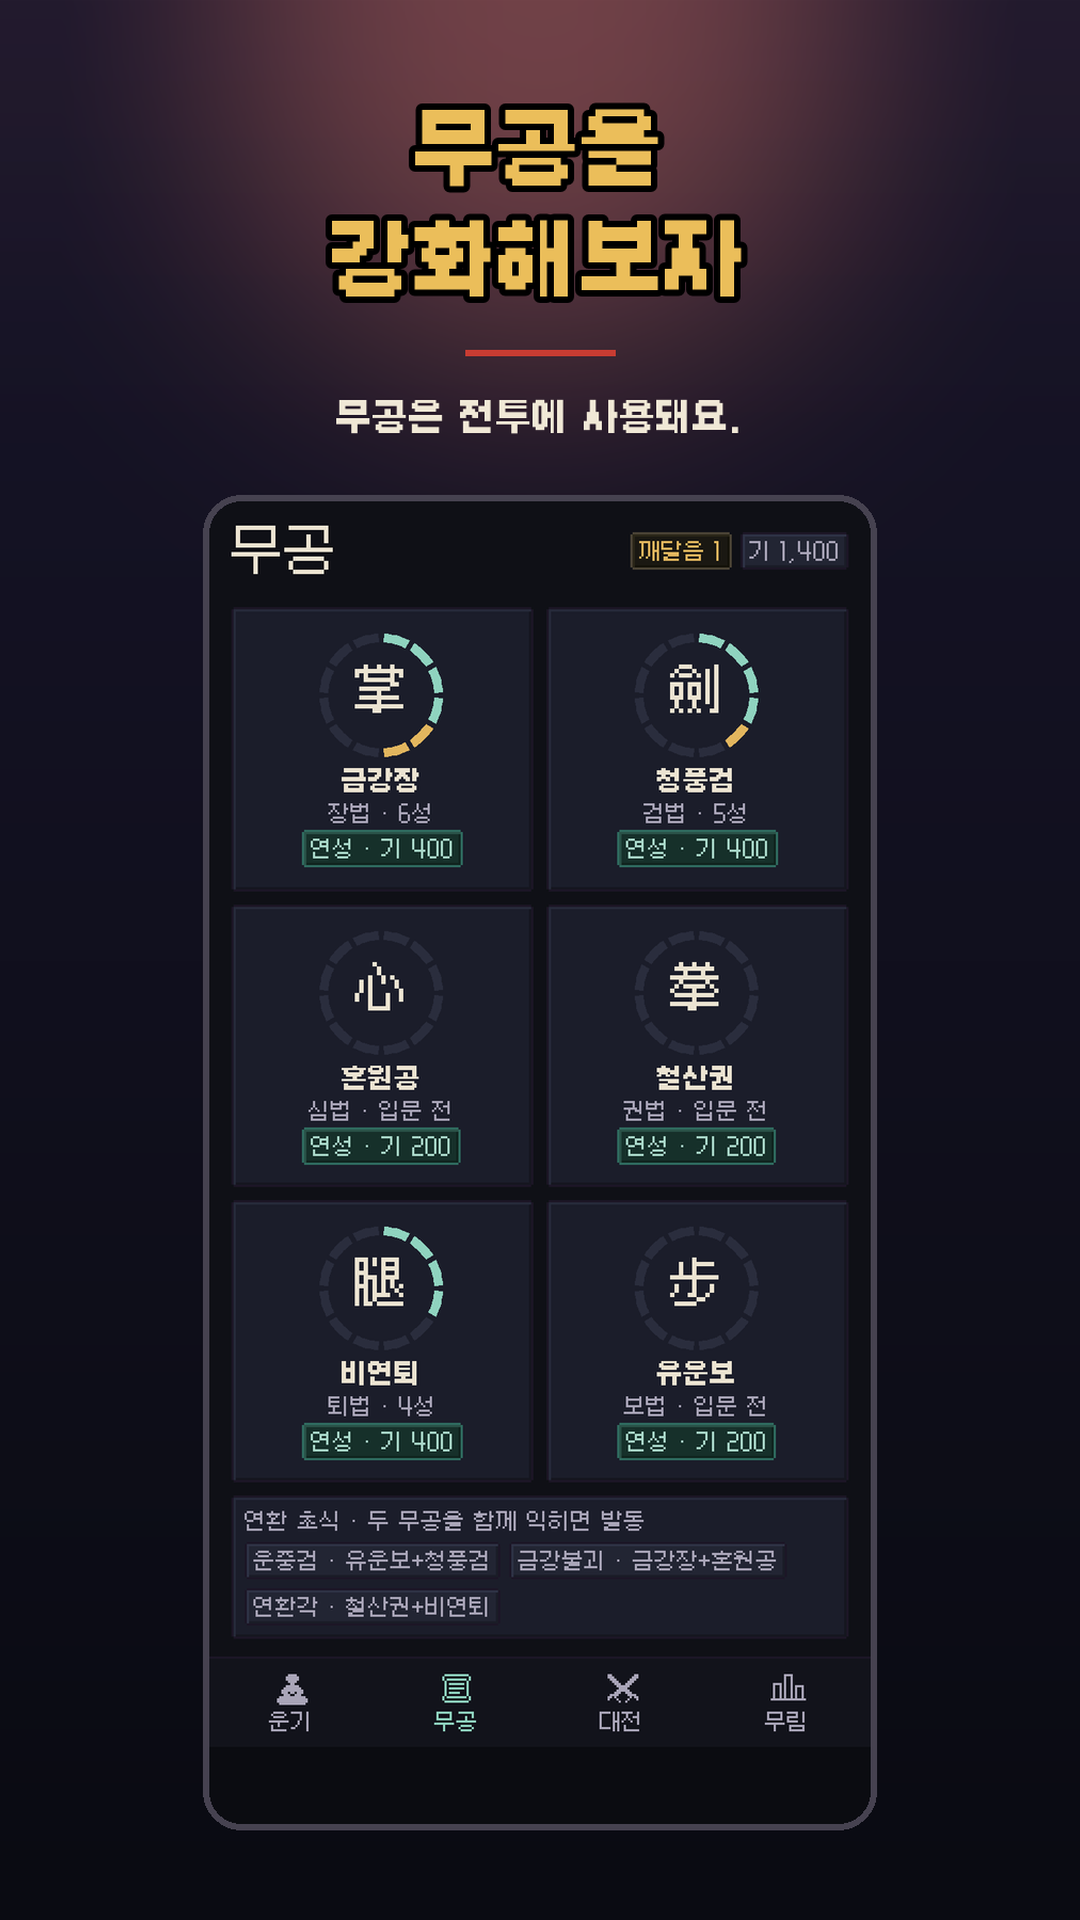 무공을
강화해보자
무공은 전투에 사용돼요.
무공
깨달음 1
기 1,400
掌
금강장
장법 · 6성
연성 · 기 400
劍
청풍검
검법 · 5성
연성 · 기 400
心
혼원공
심법 · 입문 전
연성 · 기 200
拳
철산권
권법 · 입문 전
연성 · 기 200
腿
비연퇴
퇴법 · 4성
연성 · 기 400
步
유운보
보법 · 입문 전
연성 · 기 200
연환 초식 · 두 무공을 함께 익히면 발동
운중검 · 유운보+청풍검
금강불괴 · 금강장+혼원공
연환각 · 철산권+비연퇴
운기
무공
대전
무림